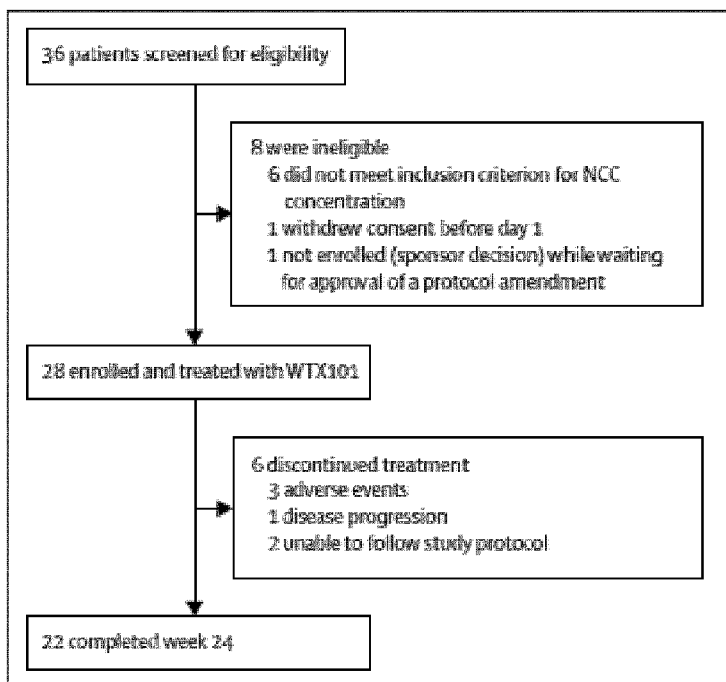 36 patients screened for eligibility
8 were ineligible
6 did not meet inclusion criterion for NCC
concentration
1 withdrew consent before day 1
1 not enrolled (sponsor decision) while waiting
for approval of a protocol amendment
28 enrolled and treated with WTX101
6 discontinued treatment
3 adverse events
1 disease progression
2 unable to follow study protocol
22 completed week 24